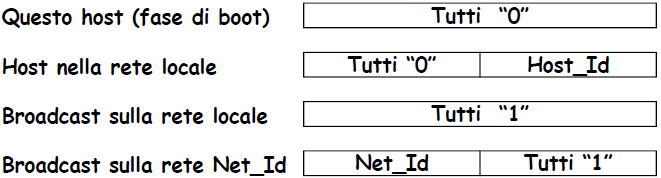 Questo host (fase di boot) Tutti “0”
Host nella rete locale Tutti “0” Host_Id
Broadcast sulla rete locale Tutti “1”
Broadcast sulla rete Net_Id Net_Id Tutti “1”